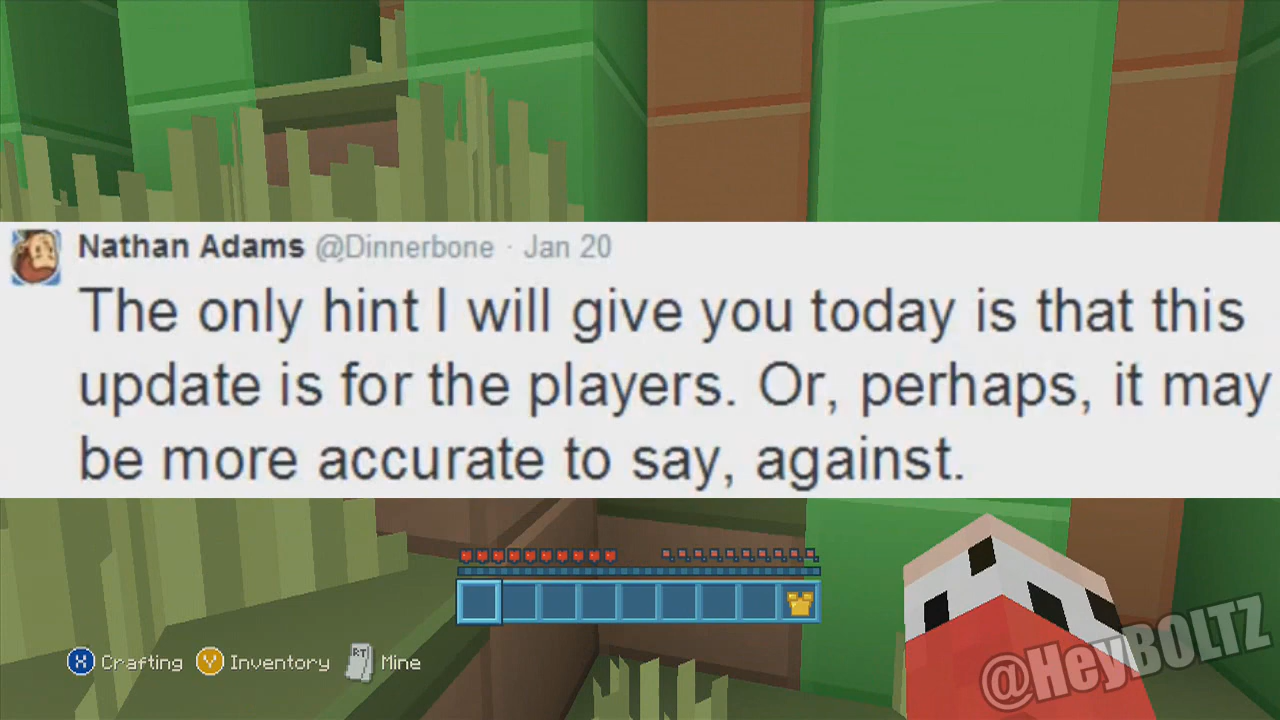 Nathan Adams @Dinnerbone · Jan 20
The only hint I will give you today is that this
update is for the players. Or, perhaps, it may
be more accurate to say, against.
X Crafting Y Inventory RT Mine
@HeyBOLTZ